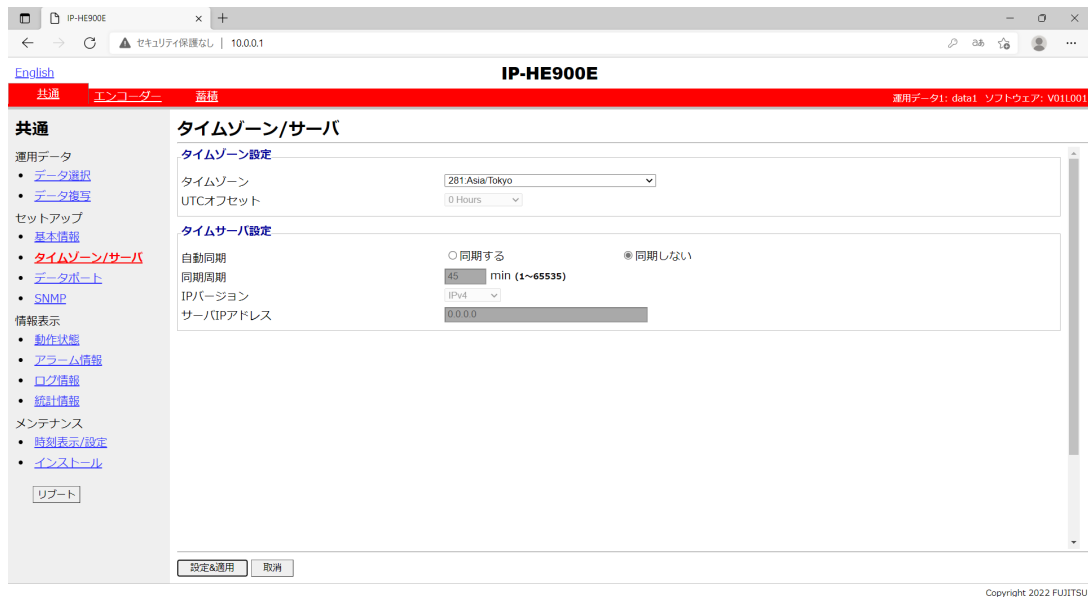 IP-HE900E
セキュリティ保護なし | 10.0.0.1
English
IP-HE900E
共通 エンコーダー 蓄積 運用データ1: data1 ソフトウェア: V01L001
共通
運用データ
• データ選択
• データ複写
セットアップ
• 基本情報
• タイムゾーン/サーバ
• データポート
• SNMP
情報表示
• 動作状態
• アラーム情報
• ログ情報
• 統計情報
メンテナンス
• 時刻表示/設定
• インストール
リブート
タイムゾーン/サーバ
タイムゾーン設定
タイムゾーン 281:Asia/Tokyo
UTCオフセット 0 Hours
タイムサーバ設定
自動同期 同期する 同期しない
同期周期 45 min (1~65535)
IPバージョン IPv4
サーバIPアドレス 0.0.0.0
設定&適用 取消
Copyright 2022 FUJITSU